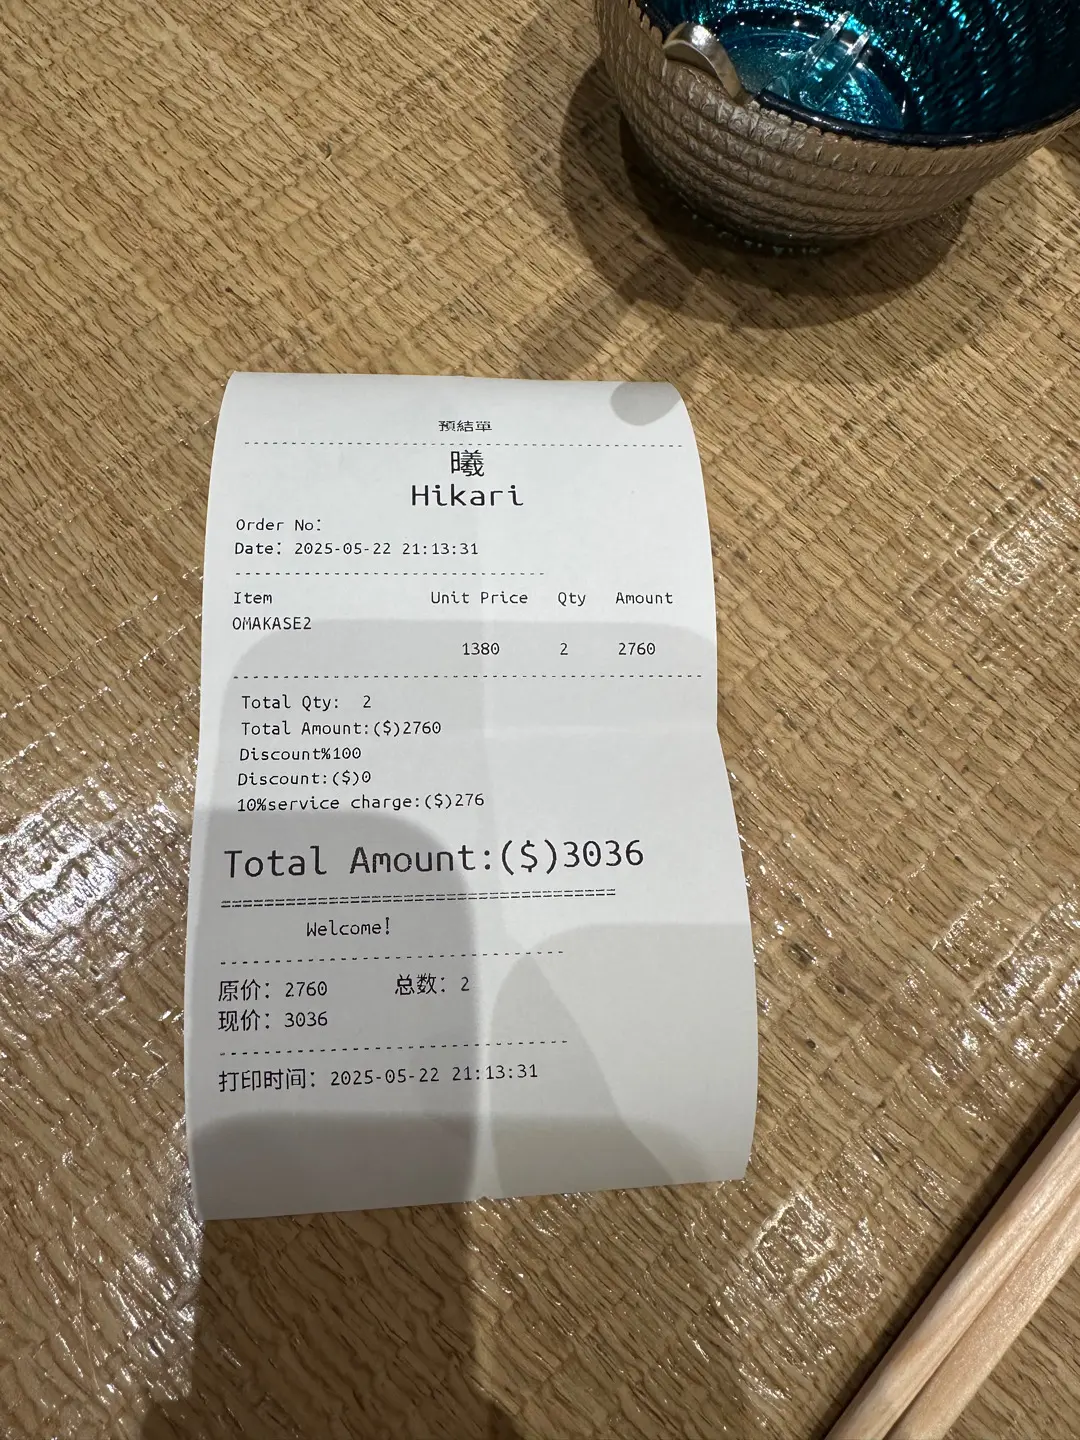 預結單
曦
Hikari
Order No:
Date: 2025-05-22 21:13:31
Item Unit Price Qty Amount
OMAKASE2
1380 2 2760
Total Qty: 2
Total Amount:($)2760
Discount%100
Discount:($)0
10%service charge:($)276
Total Amount:($)3036
Welcome!
原价: 2760 总数: 2
现价: 3036
打印时间: 2025-05-22 21:13:31